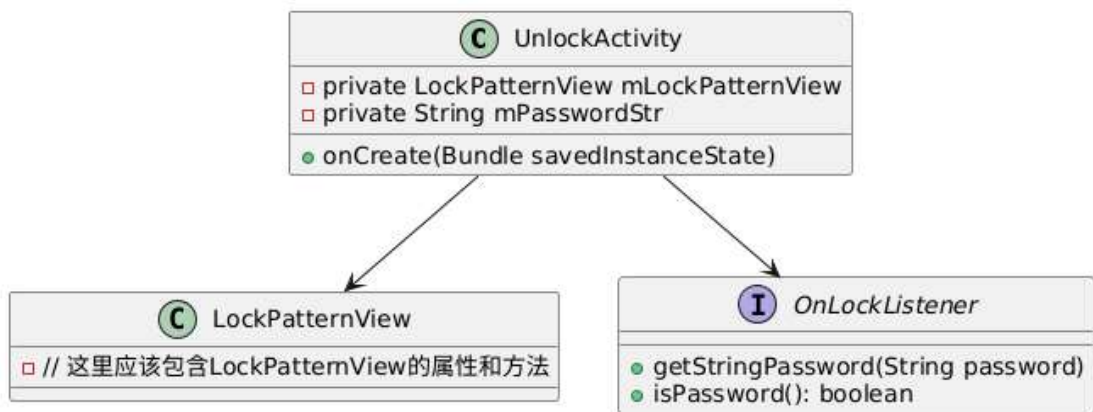 C UnlockActivity
private LockPatternView mLockPatternView
private String mPasswordStr
onCreate(Bundle savedInstanceState)
C LockPatternView
// 这里应该包含LockPatternView的属性和方法
I OnLockListener
getStringPassword(String password)
isPassword(): boolean